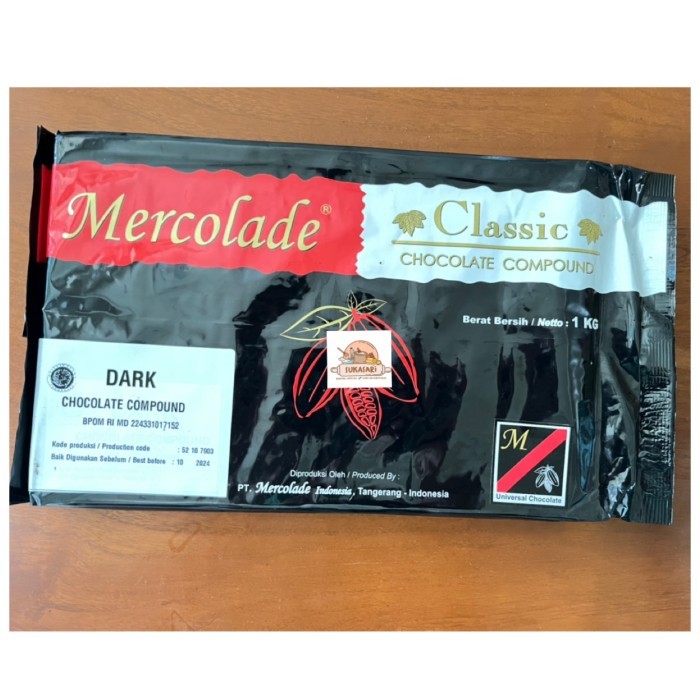 Mercolade®
Classic
CHOCOLATE COMPOUND
Berat Bersih / Netto : 1 KG
SUKASARI
DARK
CHOCOLATE COMPOUND
BPOM RI MD 224331017152
Kode produksi / Production code : 52 10 7903
Baik Digunakan Sebelum / Best before : 10 2024
Diproduksi Oleh / Produced By :
PT. Mercolade Indonesia, Tangerang - Indonesia
M
Universal Chocolate